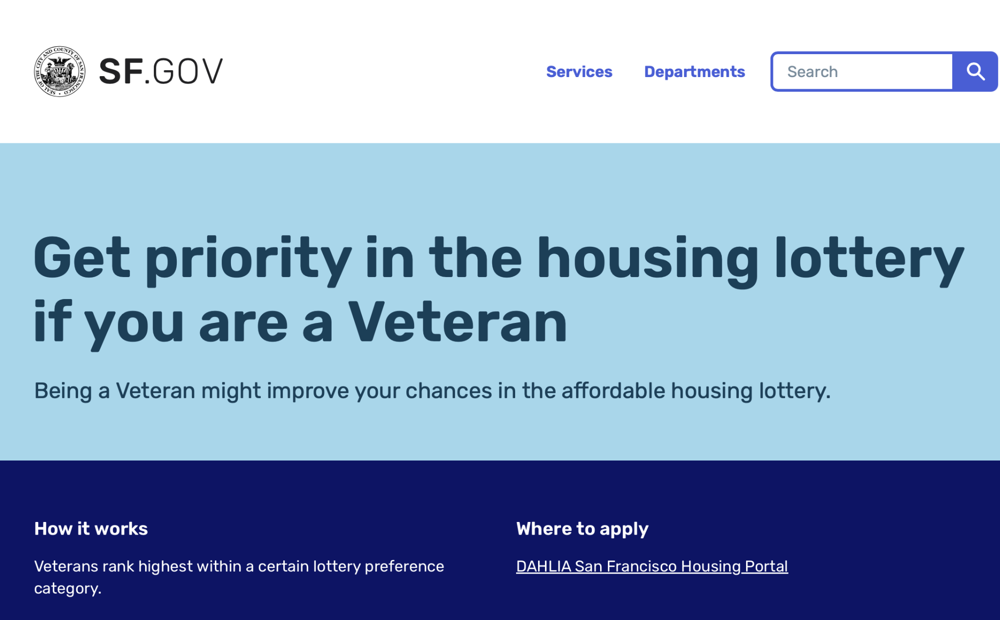 SEAL OF THE CITY AND COUNTY OF SAN FRANCISCO
SF.GOV
Services
Departments
Search
Get priority in the housing lottery
if you are a Veteran
Being a Veteran might improve your chances in the affordable housing lottery.
How it works
Veterans rank highest within a certain lottery preference
category.
Where to apply
DAHLIA San Francisco Housing Portal